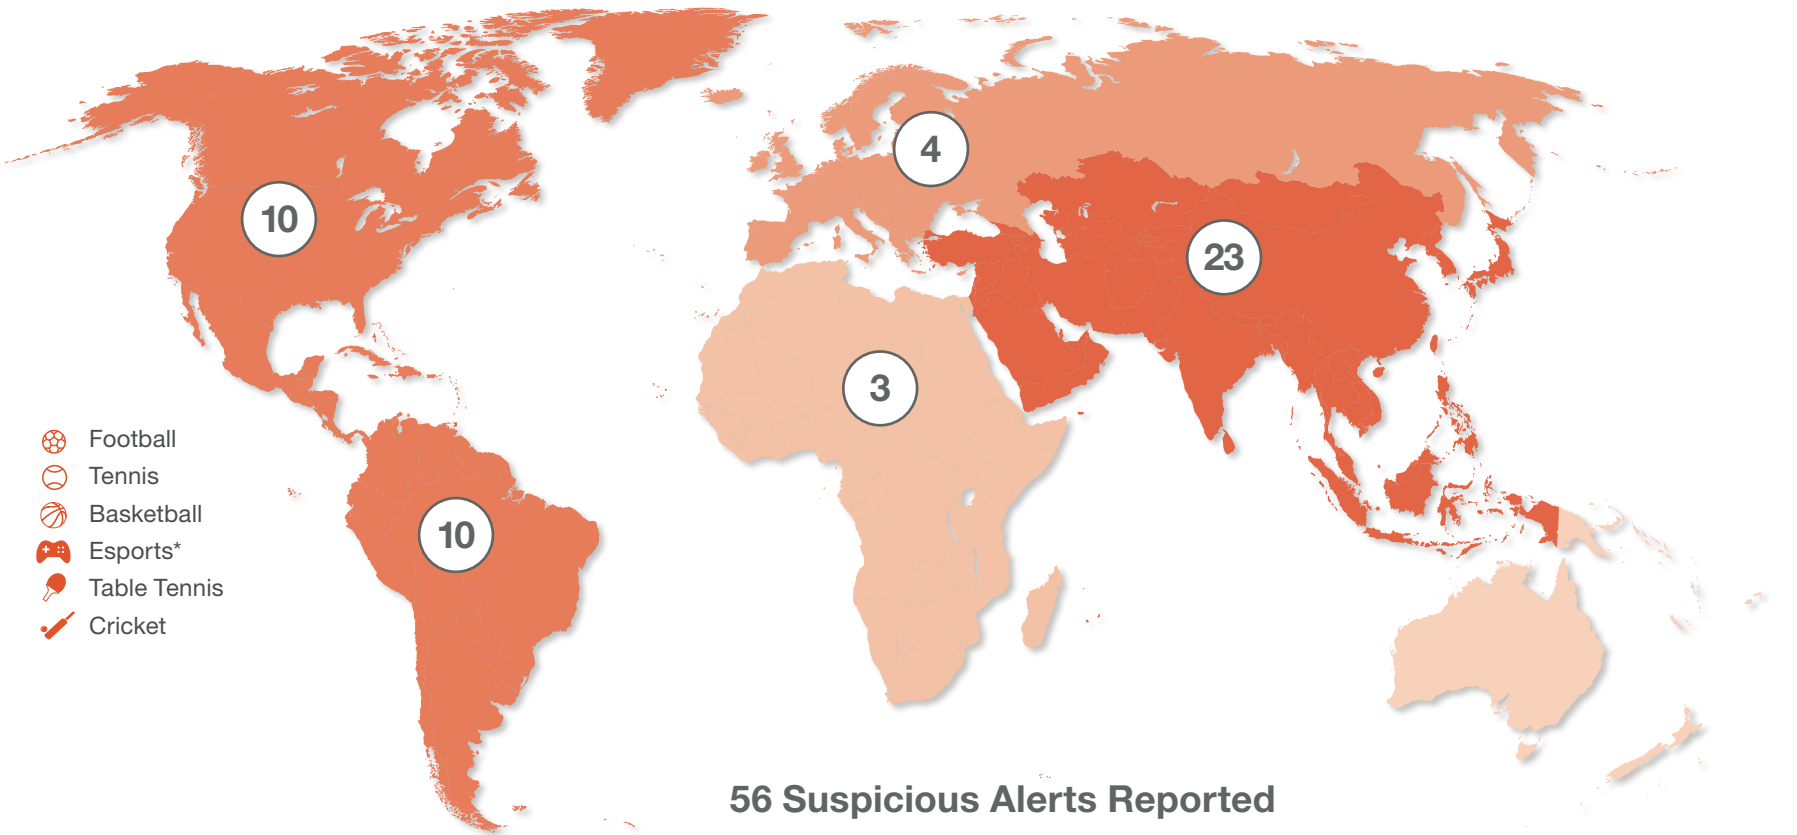 4
10
23
3
Football
Tennis
10
Basketball
Esports*
Table Tennis
Cricket
56 Suspicious Alerts Reported